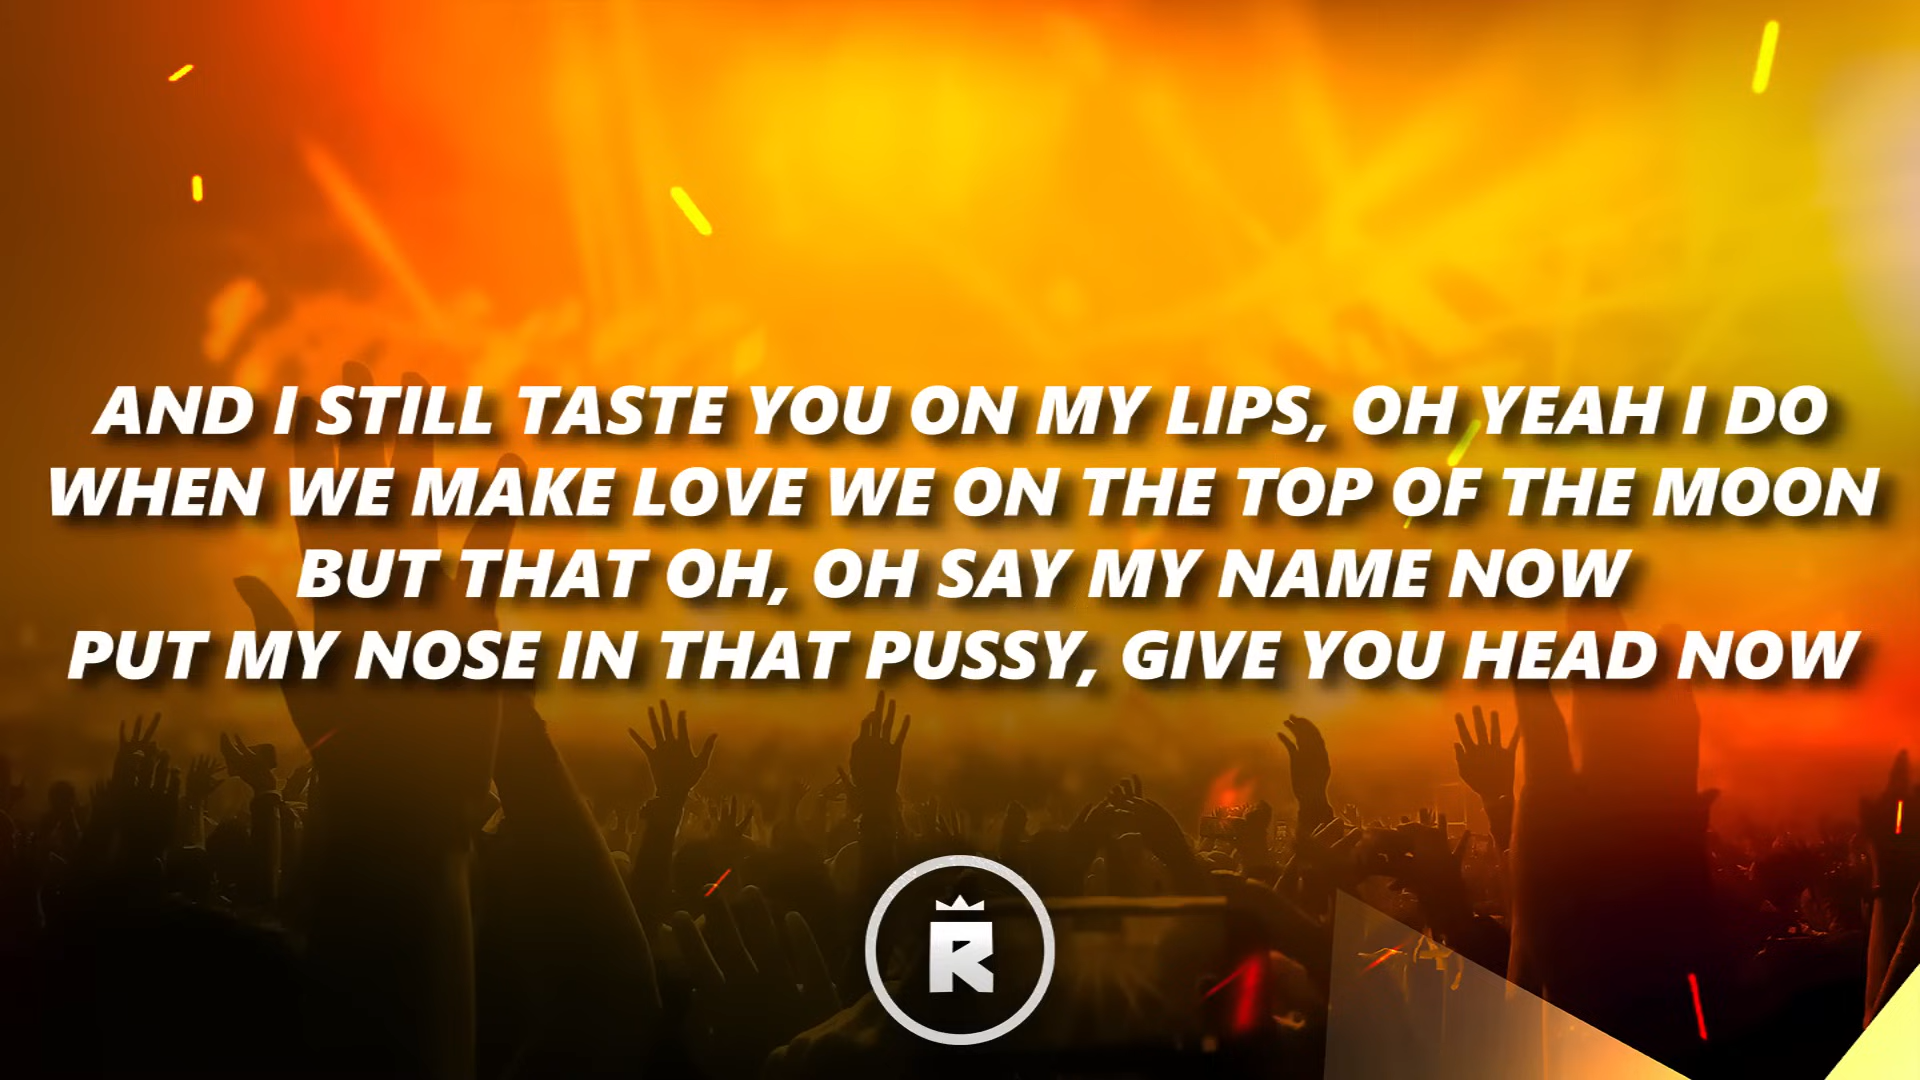 AND I STILL TASTE YOU ON MY LIPS, OH YEAH I DO
WHEN WE MAKE LOVE WE ON THE TOP OF THE MOON
BUT THAT OH, OH SAY MY NAME NOW
PUT MY NOSE IN THAT PUSSY, GIVE YOU HEAD NOW
R